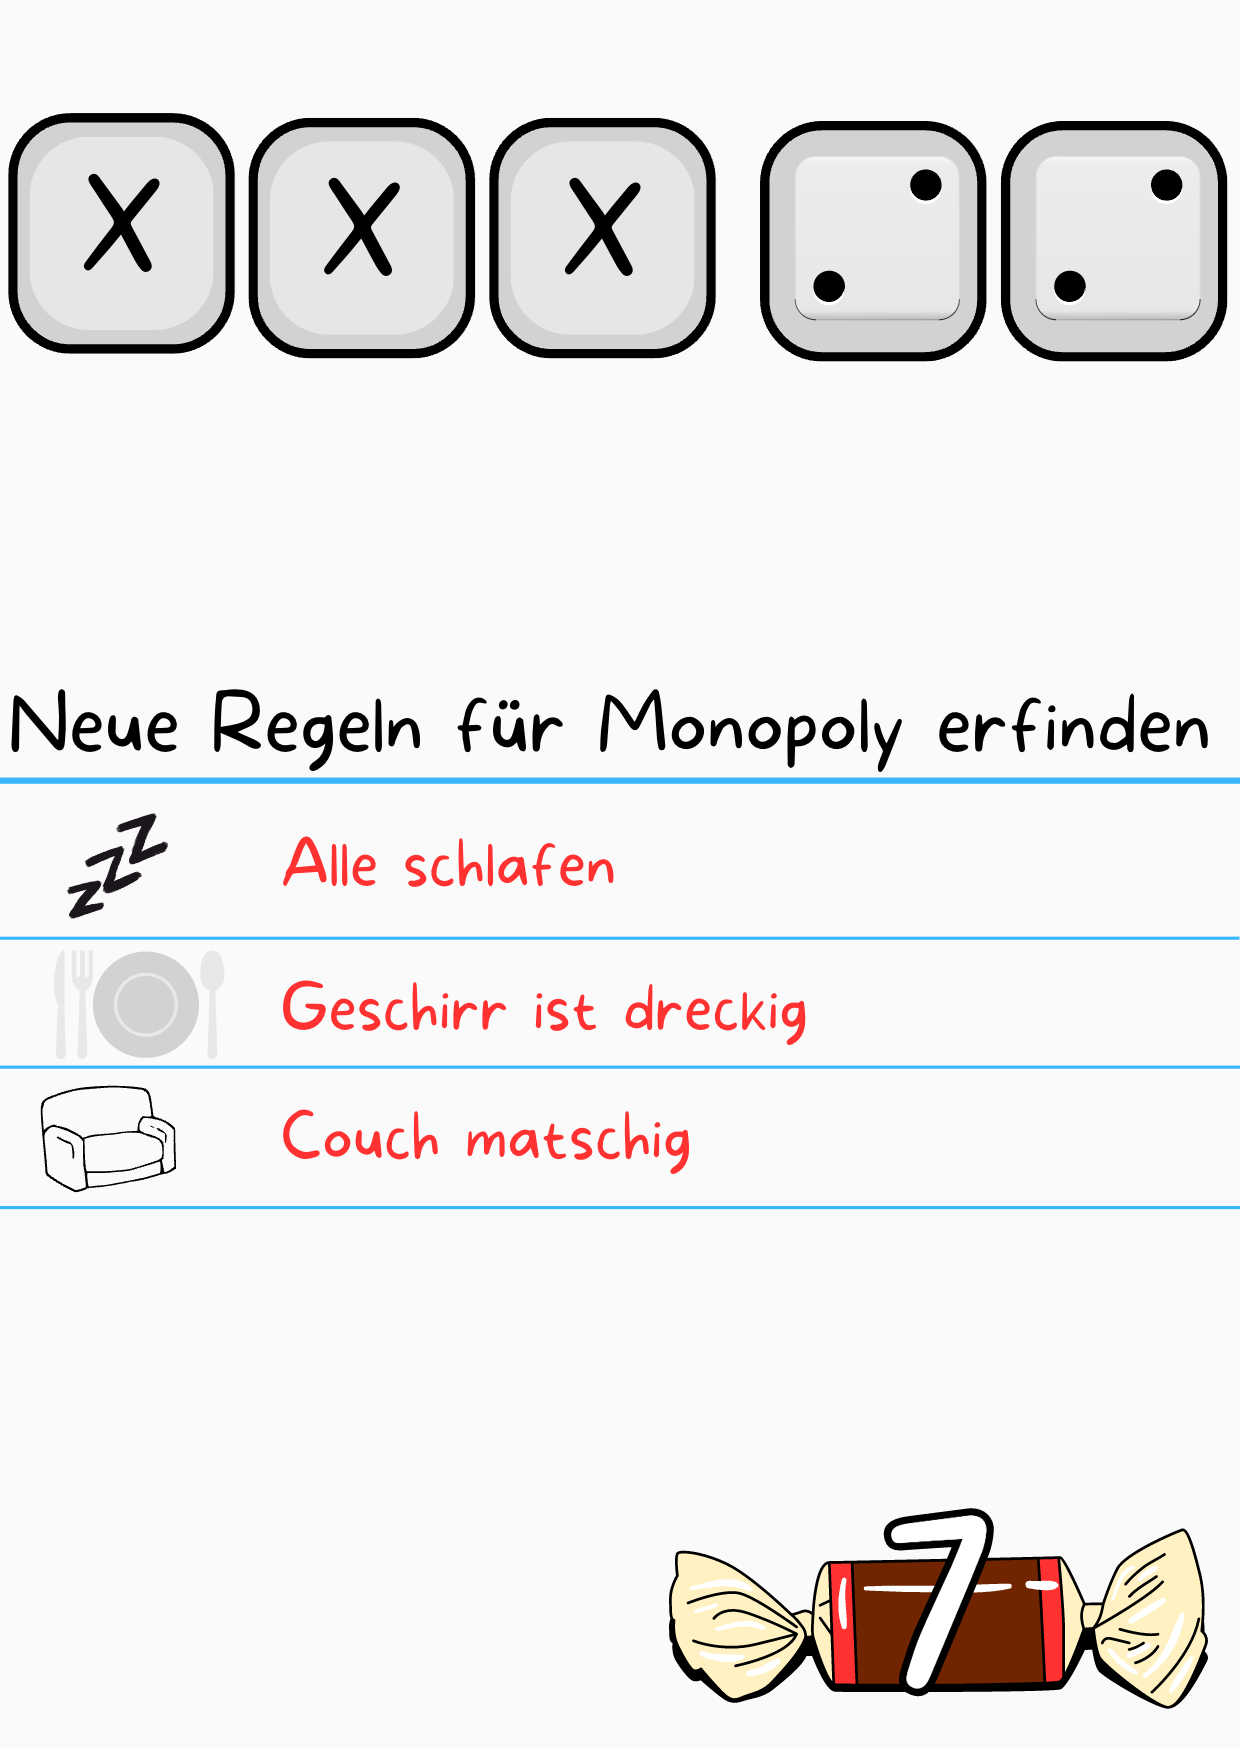 X X X
Neue Regeln für Monopoly erfinden
zzz
Alle schlafen
Geschirr ist dreckig
Couch matschig
7